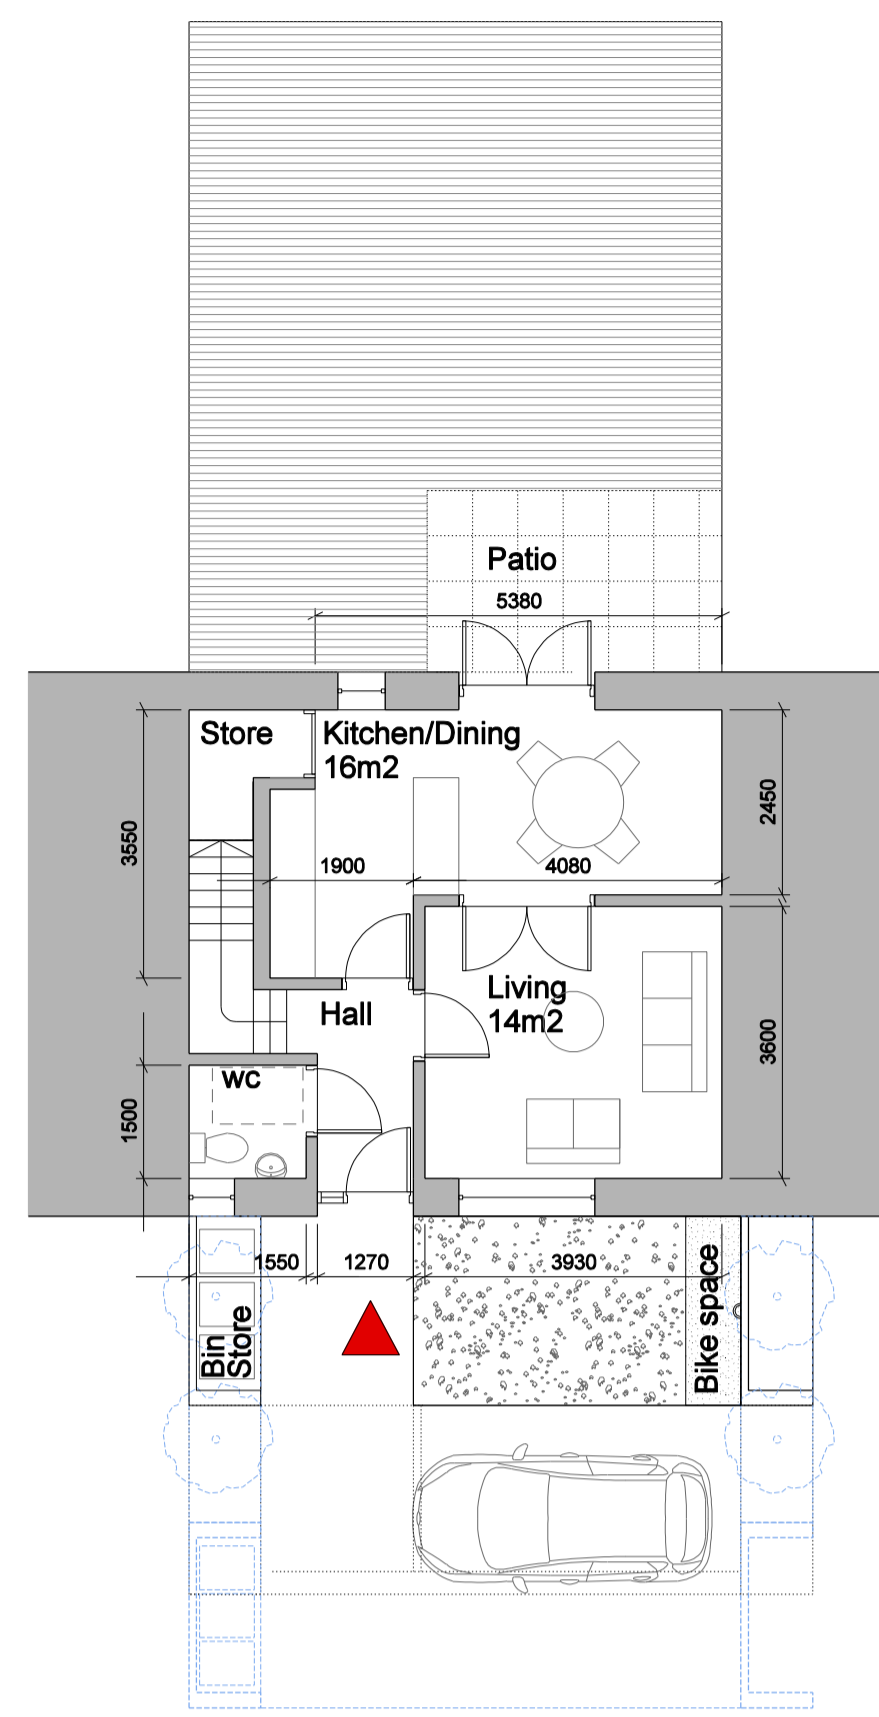 Patio
5380
Store
Kitchen/Dining
16m2
3550
2450
1900
4080
Living
14m2
Hall
3600
WC
1500
1550
1270
3930
Bin
Store
Bike space